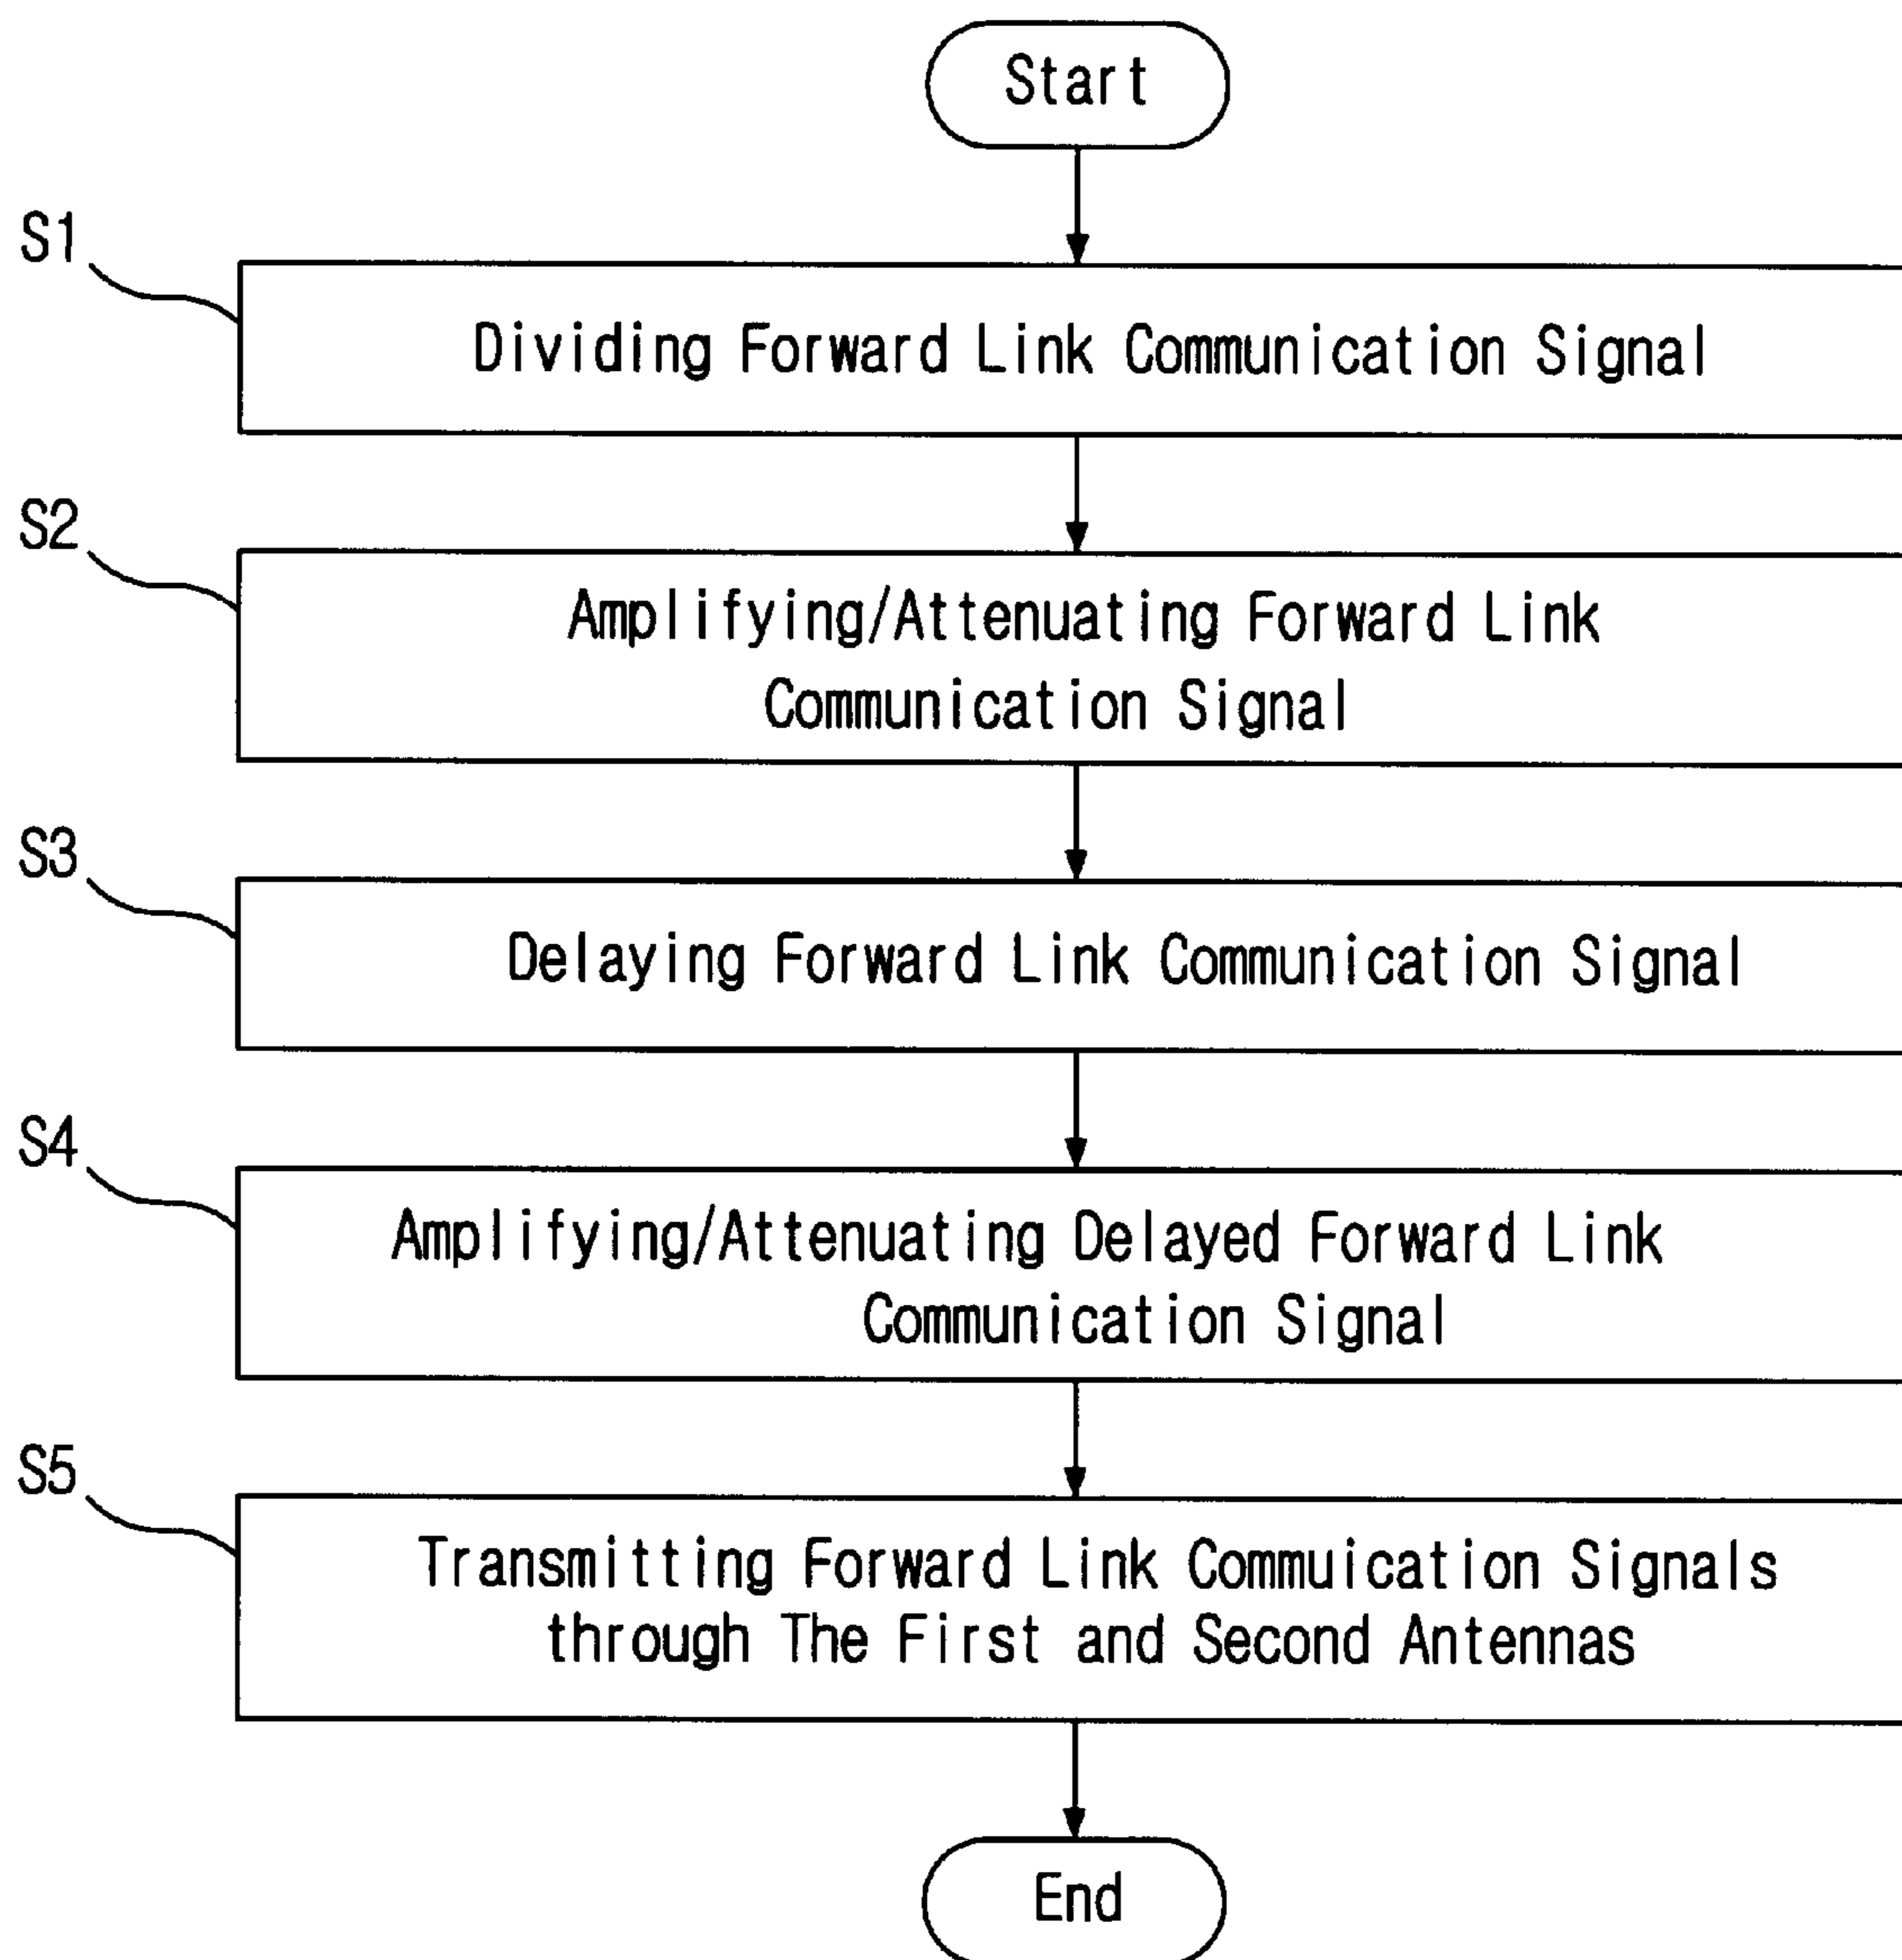 Start
S1
Dividing Forward Link Communication Signal
S2
Amplifying/Attenuating Forward Link
Communication Signal
S3
Delaying Forward Link Communication Signal
S4
Amplifying/Attenuating Delayed Forward Link
Communication Signal
S5
Transmitting Forward Link Commuication Signals
through The First and Second Antennas
End